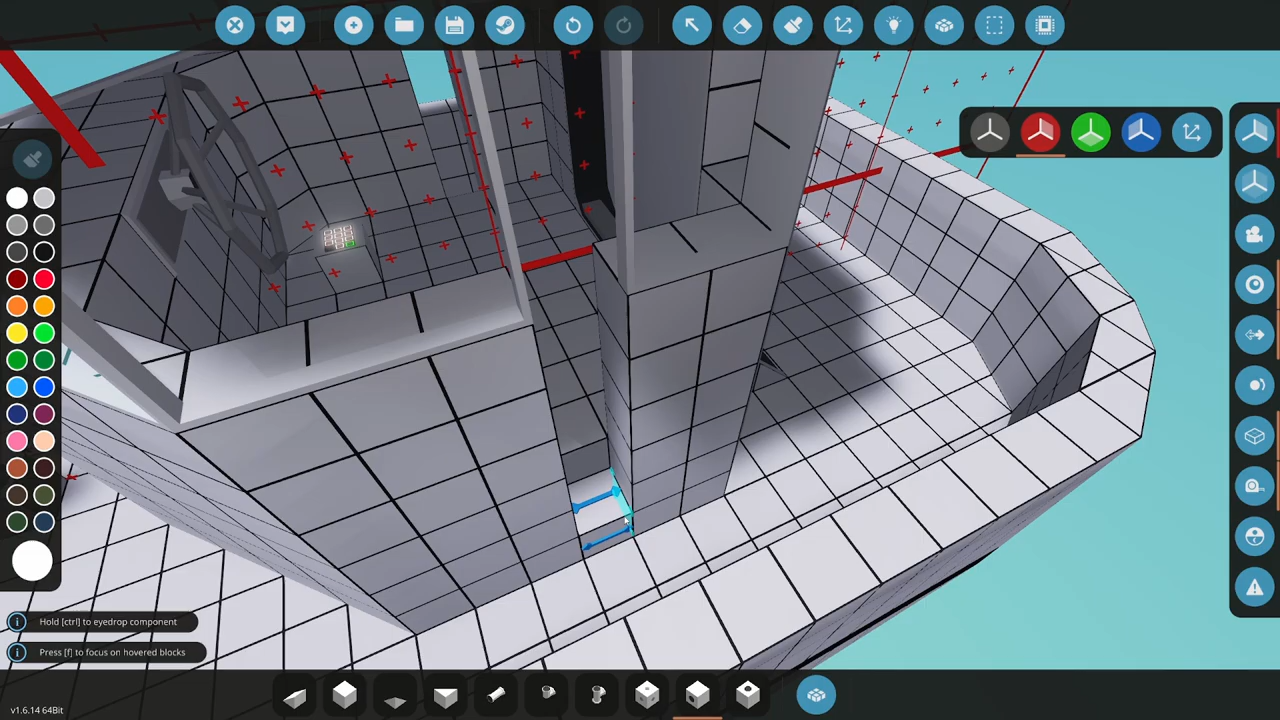 Hold [ctrl] to eyedrop component
Press [f] to focus on hovered blocks
v1.6.14 64Bit